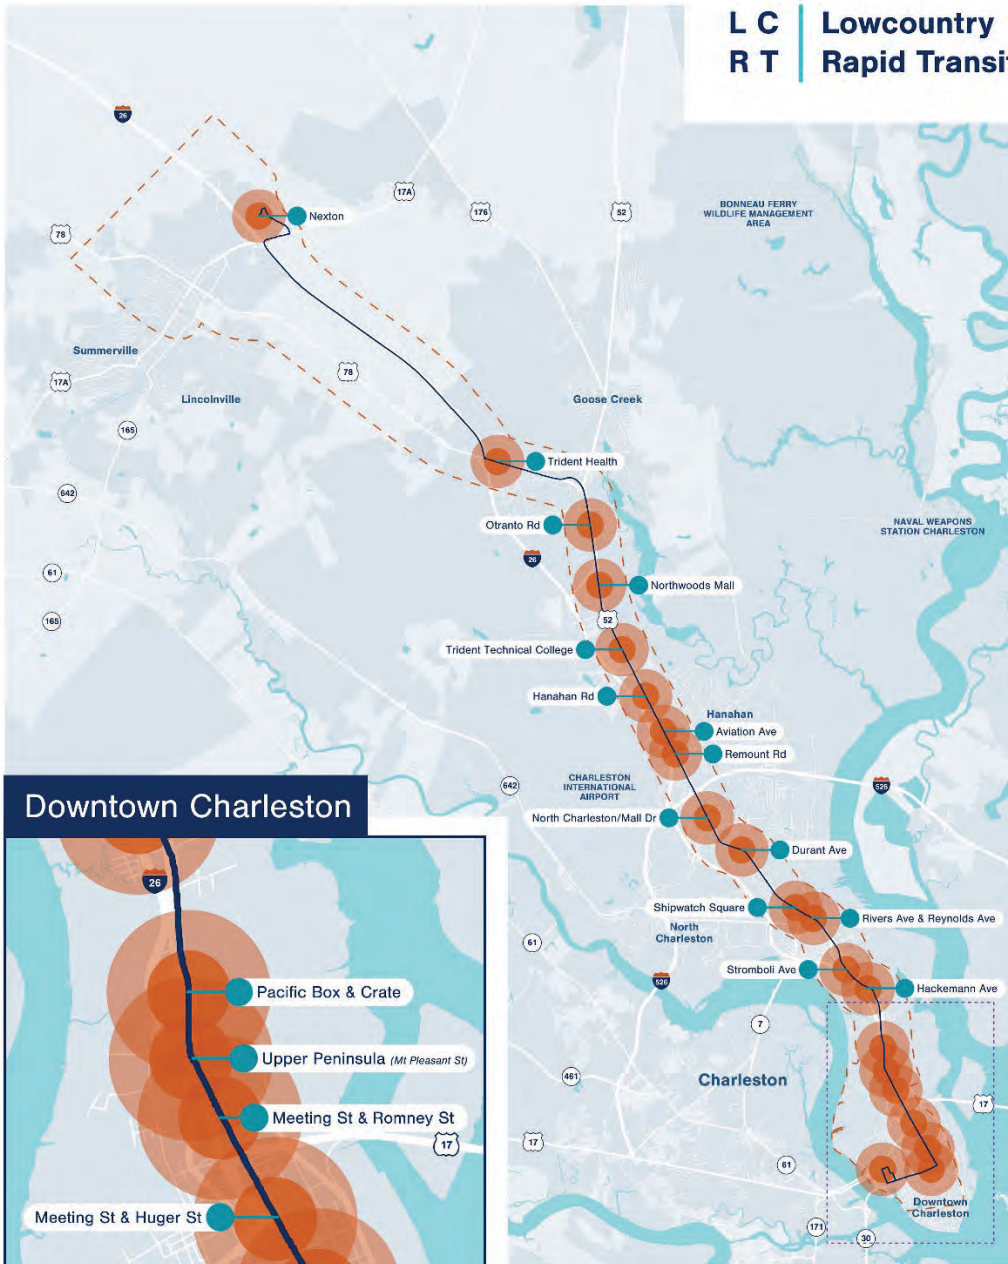 L C
R T
Lowcountry
Rapid Transit
26
Nexton
17A
176
52
78
BONNEAU FERRY
WILDLIFE MANAGEMENT
AREA
Summerville
17A
78
Lincolnville
165
Goose Creek
Trident Health
642
Otranto Rd
NAVAL WEAPONS
STATION CHARLESTON
26
61
Northwoods Mall
165
52
Trident Technical College
Hanahan Rd
Hanahan
Aviation Ave
Remount Rd
CHARLESTON
INTERNATIONAL
AIRPORT
642
526
North Charleston/Mall Dr
Durant Ave
Shipwatch Square
Rivers Ave & Reynolds Ave
North
Charleston
61
Stromboli Ave
526
Hackemann Ave
7
461
Charleston
17
17
61
Downtown
Charleston
171
30
Downtown Charleston
26
Pacific Box & Crate
Upper Peninsula (Mt Pleasant St)
Meeting St & Romney St
17
Meeting St & Huger St